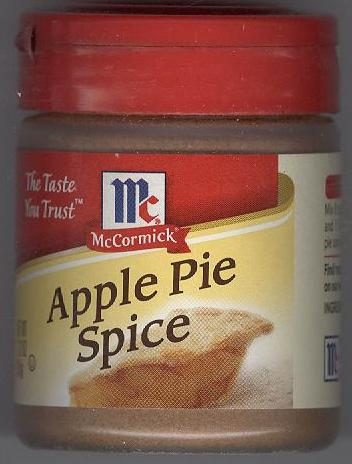 The Taste
You Trust™
Mc
McCormick®
Apple Pie
Spice